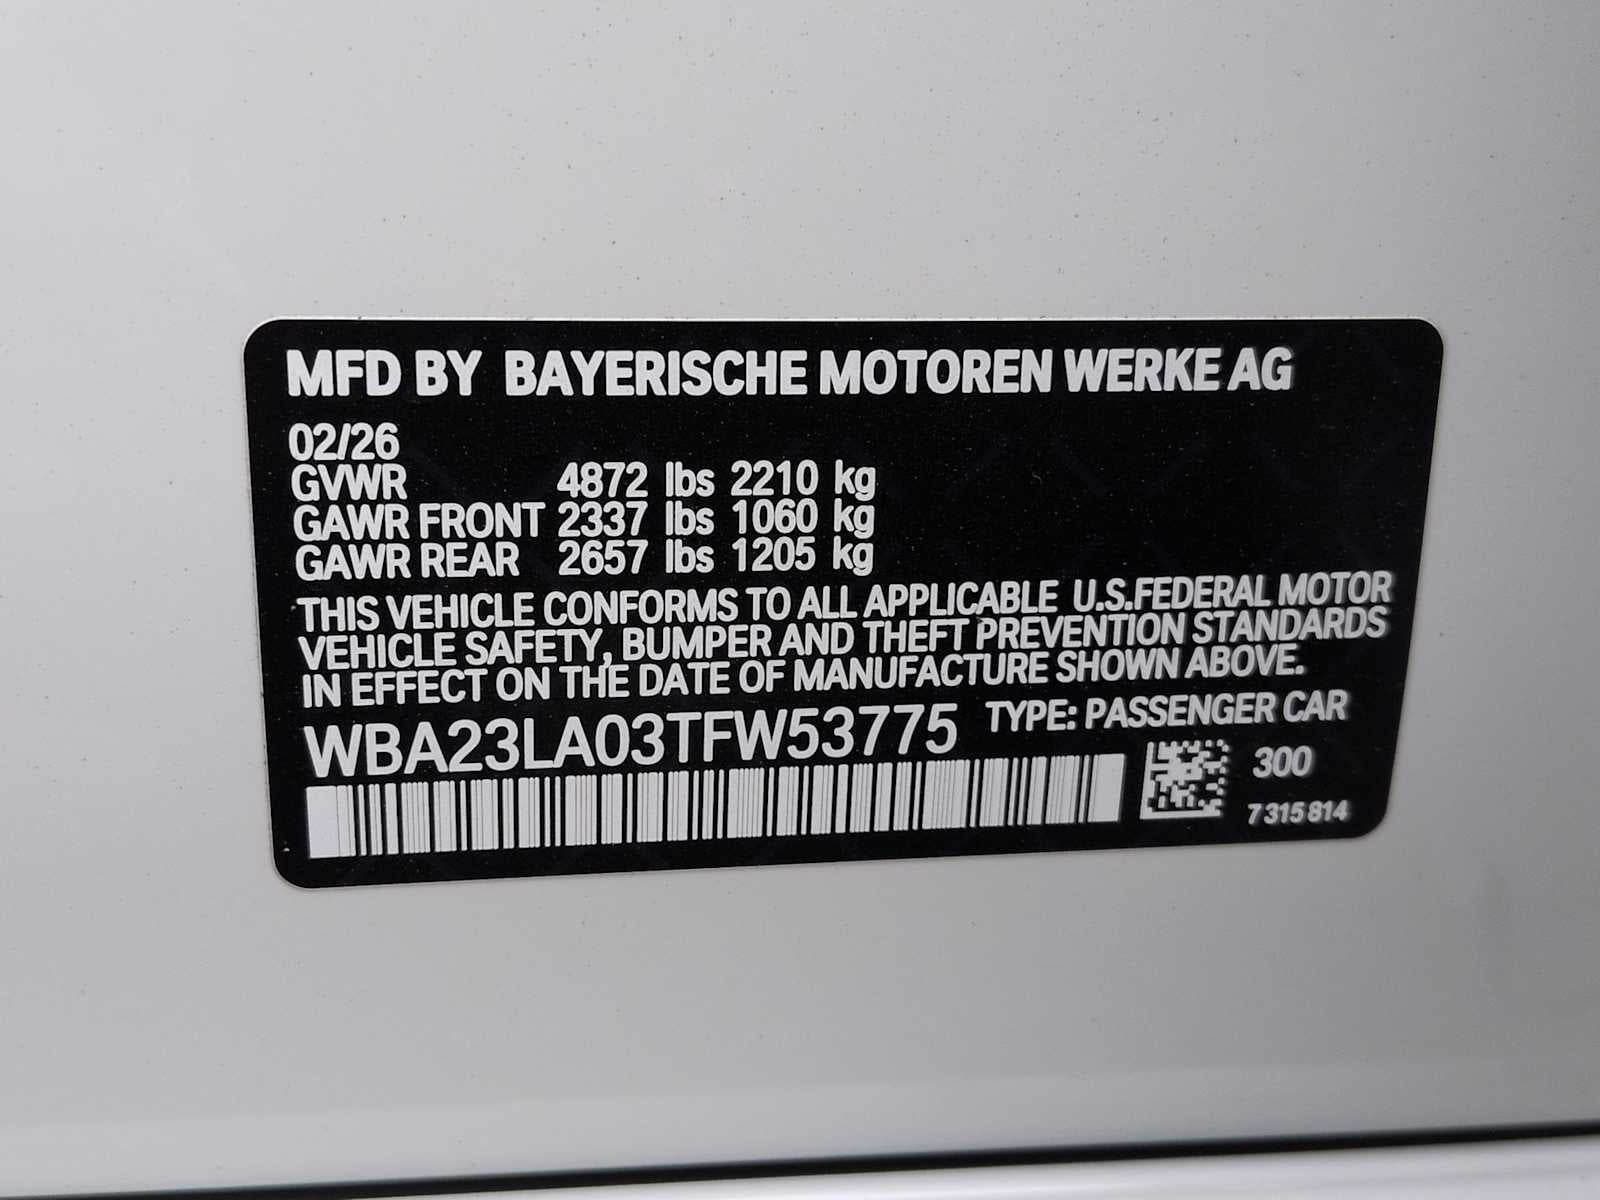 MFD BY BAYERISCHE MOTOREN WERKE AG
02/26
GVWR 4872 lbs 2210 kg
GAWR FRONT 2337 lbs 1060 kg
GAWR REAR 2657 lbs 1205 kg
THIS VEHICLE CONFORMS TO ALL APPLICABLE U.S.FEDERAL MOTOR
VEHICLE SAFETY, BUMPER AND THEFT PREVENTION STANDARDS
IN EFFECT ON THE DATE OF MANUFACTURE SHOWN ABOVE.
WBA23LA03TFW53775 TYPE: PASSENGER CAR
300
7 315 814